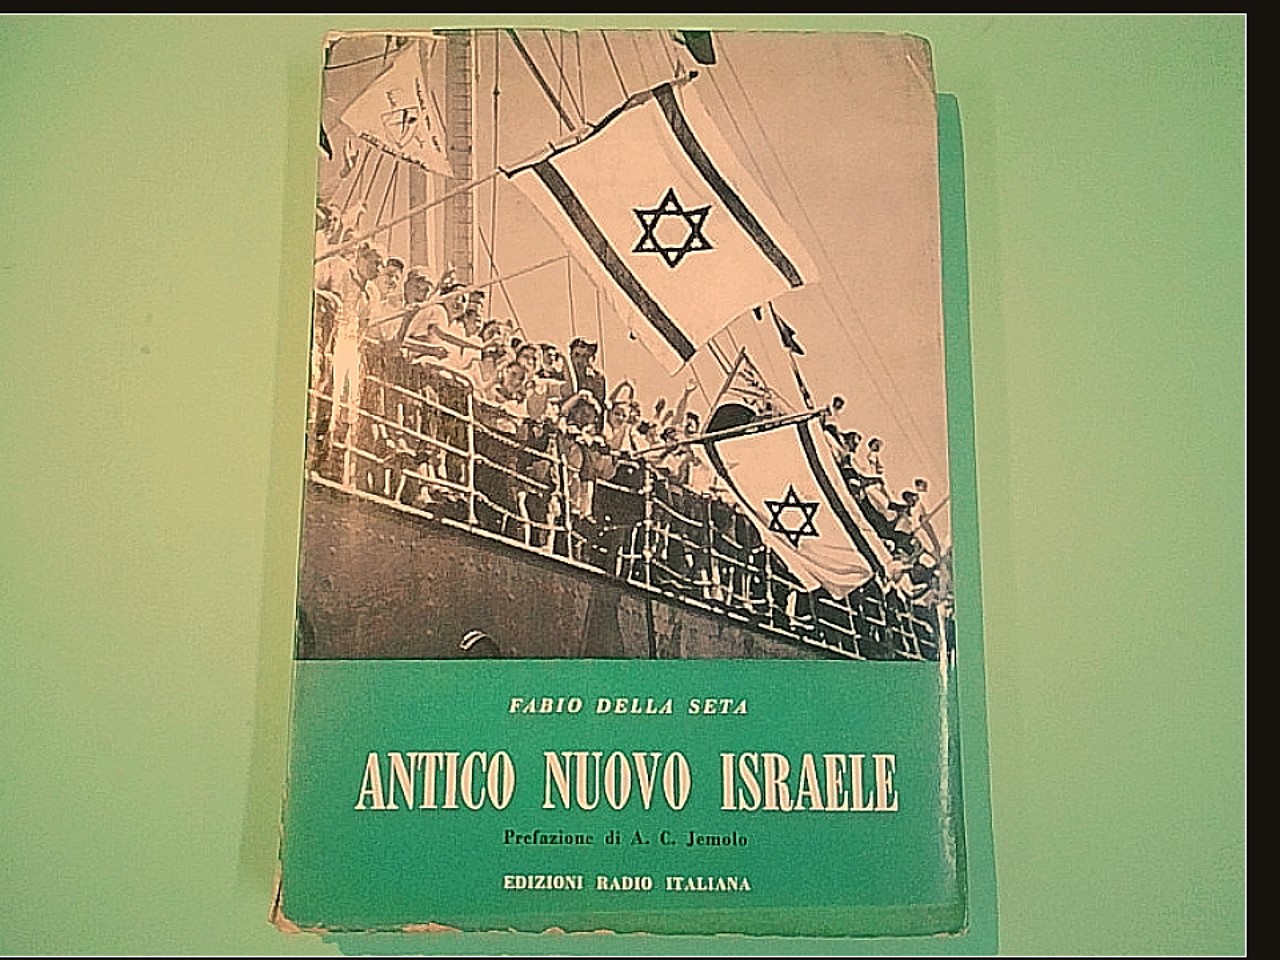 FABIO DELLA SETA
ANTICO NUOVO ISRAELE
Prefazione di A. C. Jemolo
EDIZIONI RADIO ITALIANA